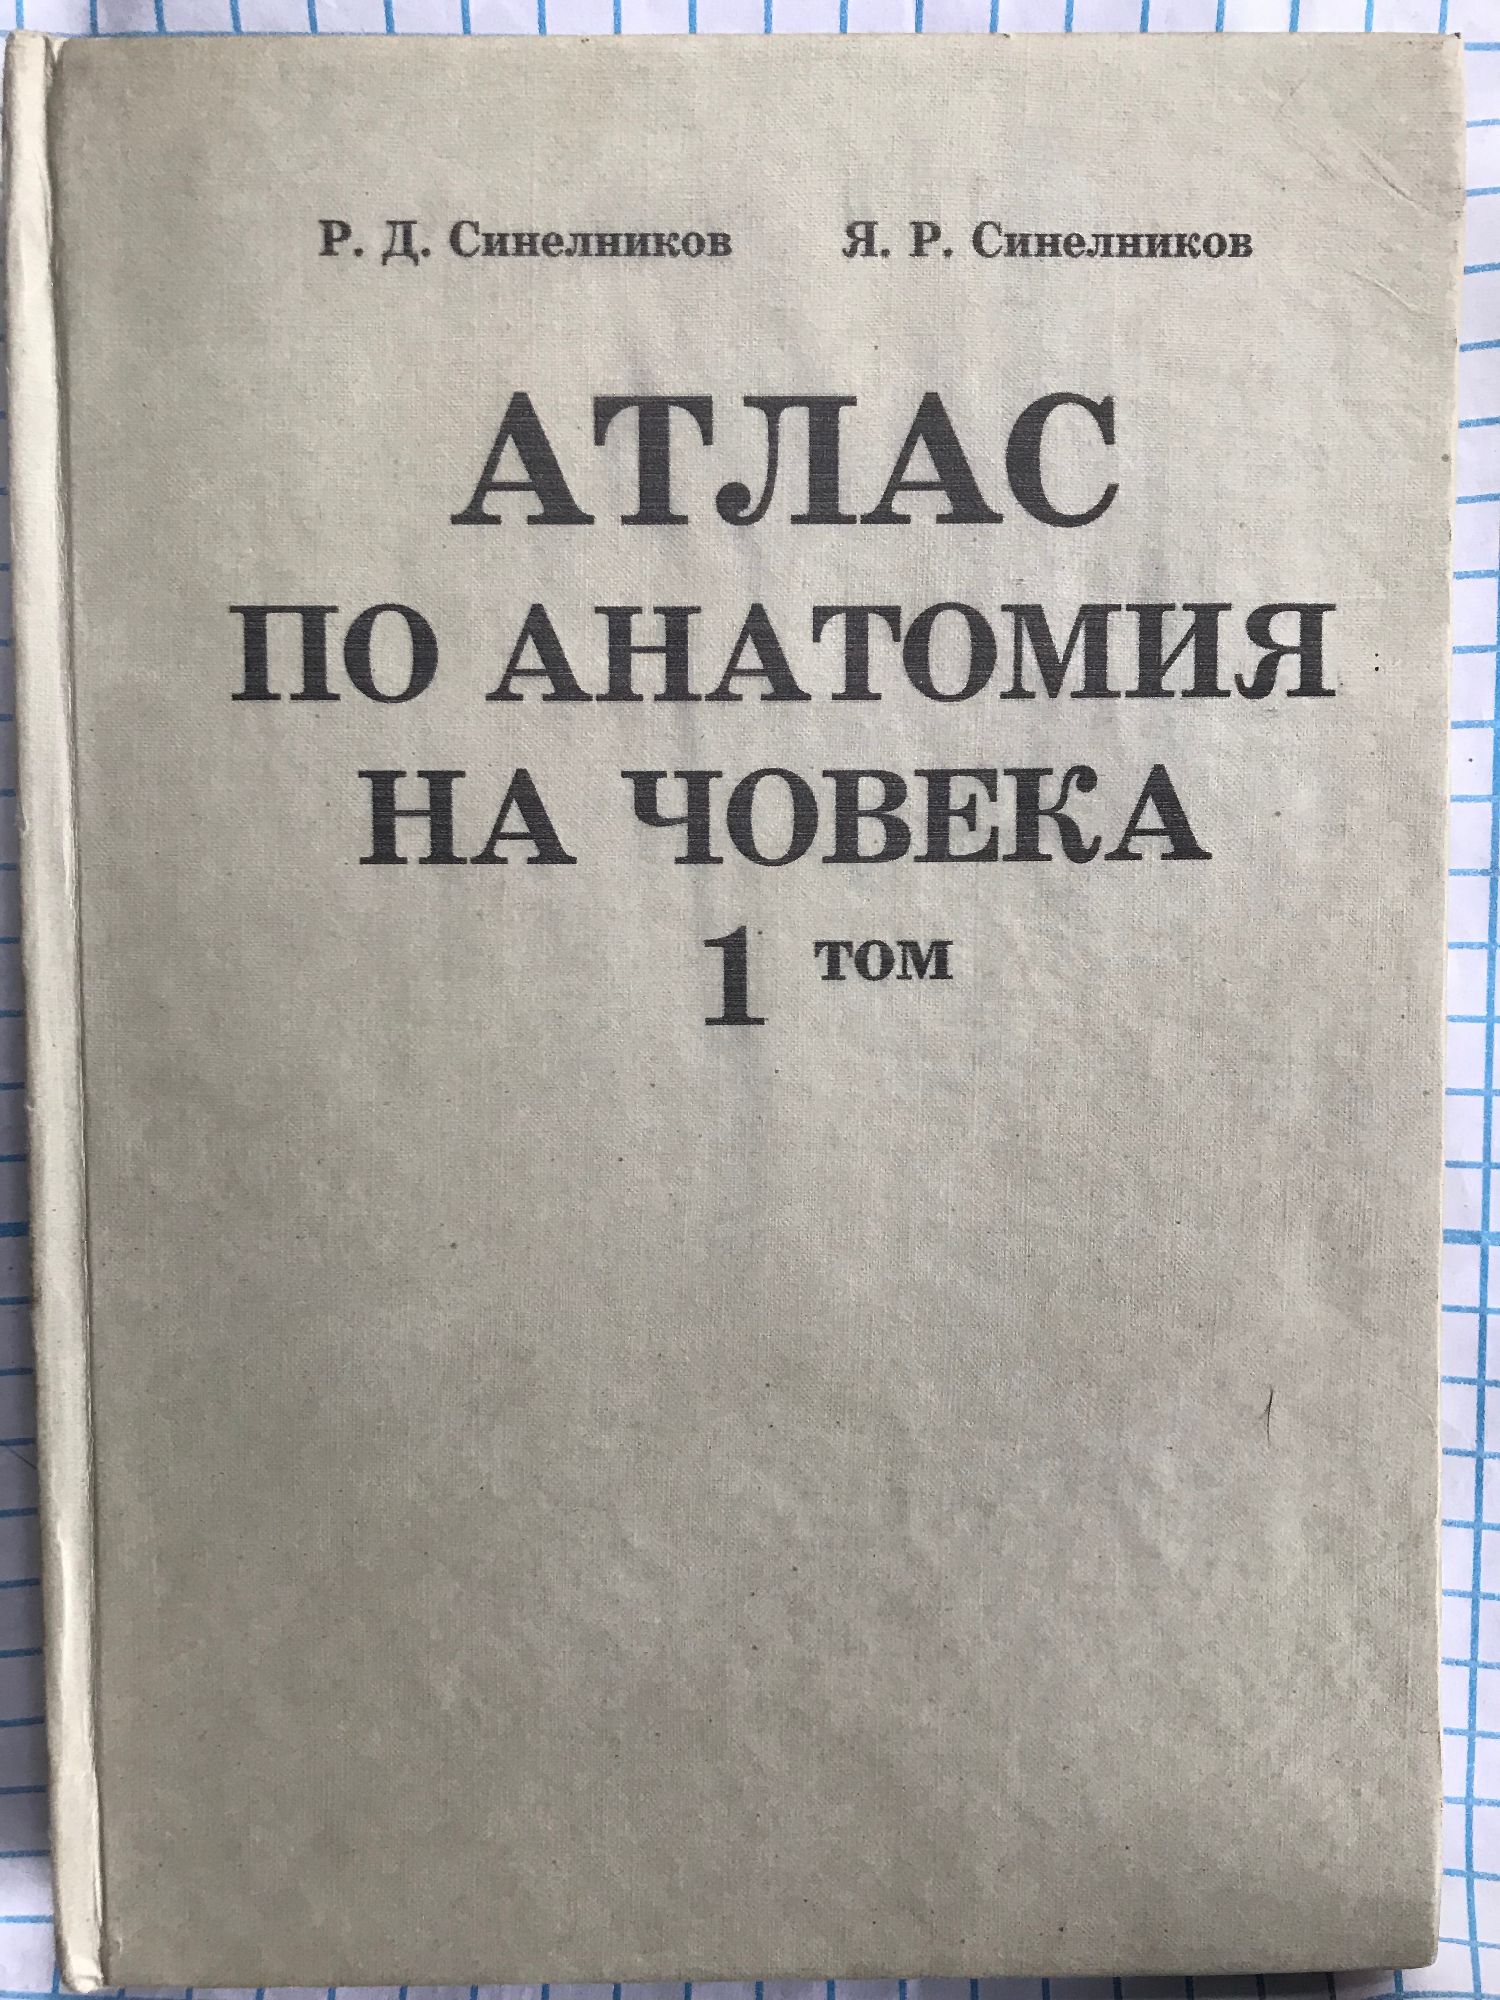 Р. Д. Синелников Я. Р. Синелников
АТЛАС
ПО АНАТОМИЯ
НА ЧОВЕКА
1 том